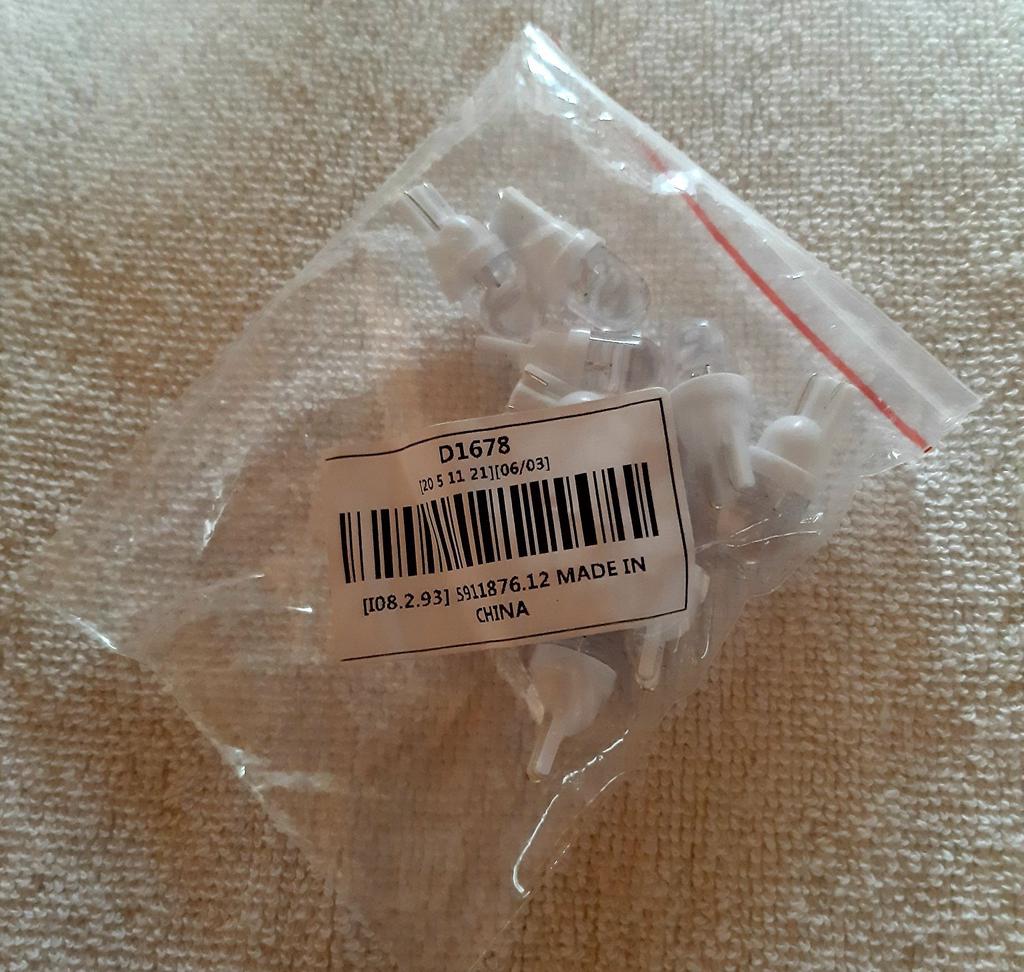 D1678
[20 5 11 21][06/03]
[I08.2.93] S911876.12 MADE IN
CHINA